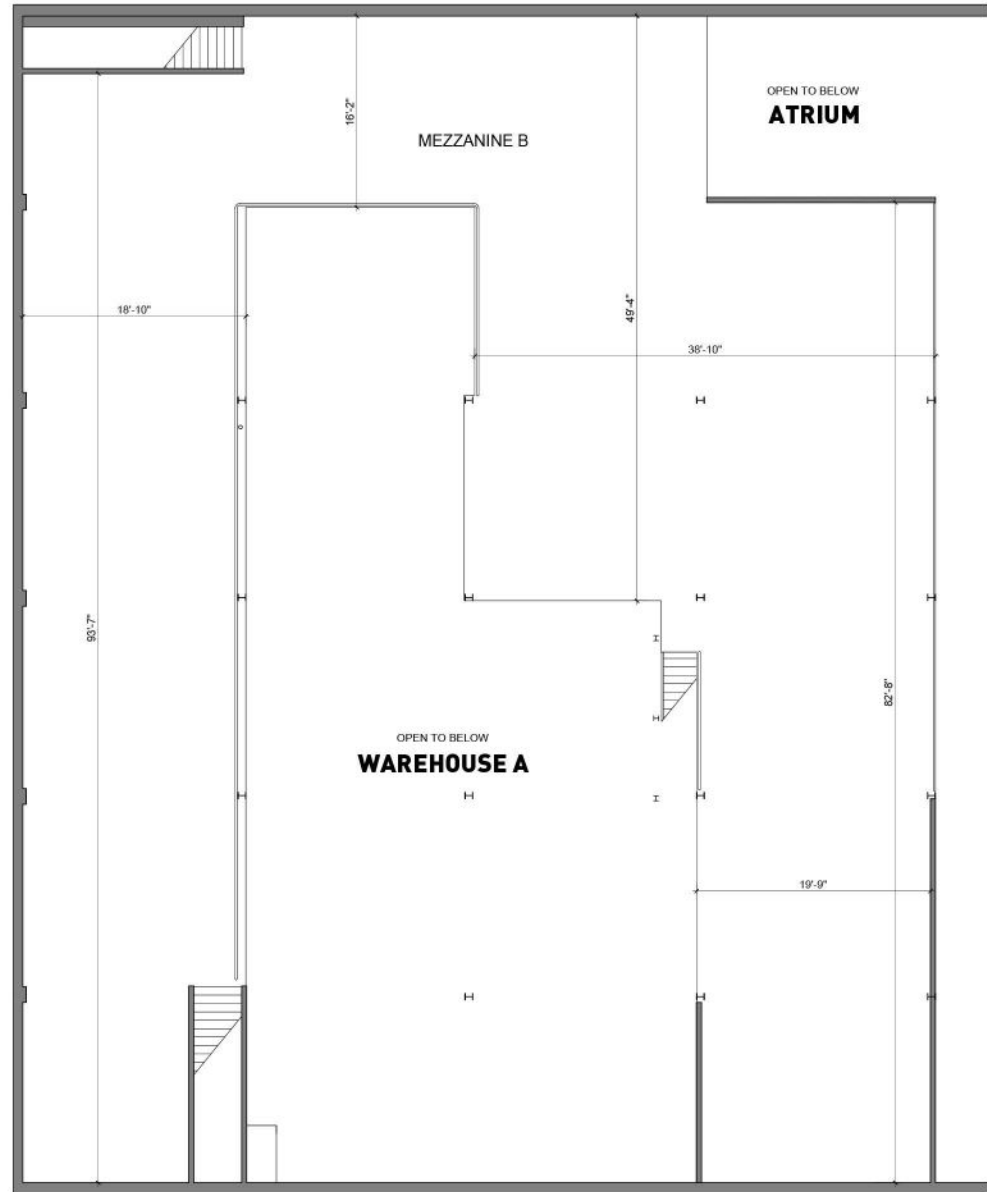 OPEN TO BELOW
ATRIUM
16'-2"
MEZZANINE B
18'-10"
49'-4"
38'-10"
93'-7"
82'-8"
OPEN TO BELOW
WAREHOUSE A
19'-9"